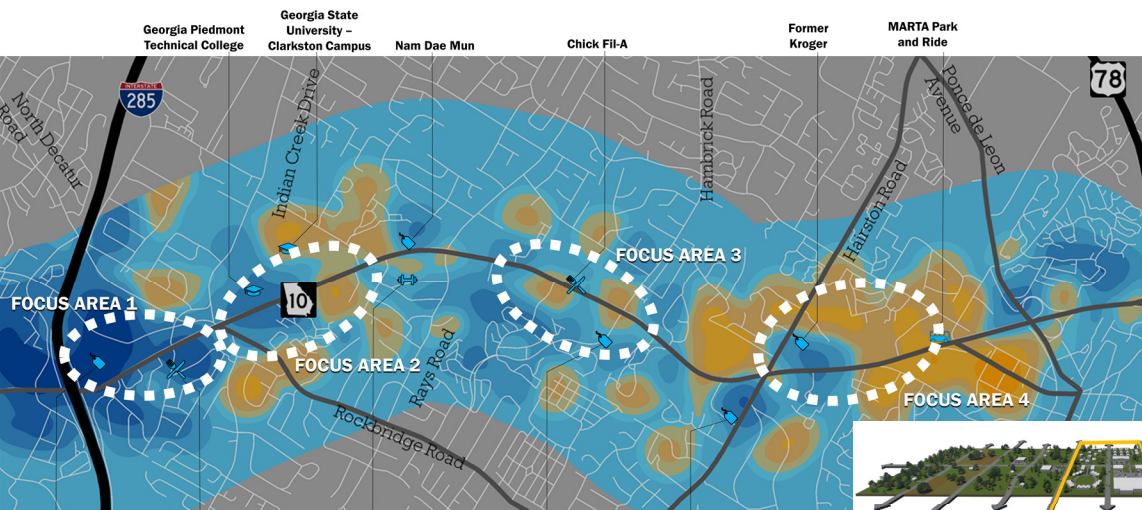 Georgia Piedmont
Technical College
Georgia State
University –
Clarkston Campus
Nam Dae Mun
Chick Fil-A
Former
Kroger
MARTA Park
and Ride
INTERSTATE
285
78
North Decatur
Road
Indian Creek Drive
Hambrick Road
Ponce de Leon
Avenue
Hairston Road
FOCUS AREA 3
FOCUS AREA 1
10
FOCUS AREA 2
Rays Road
FOCUS AREA 4
Rockbridge Road